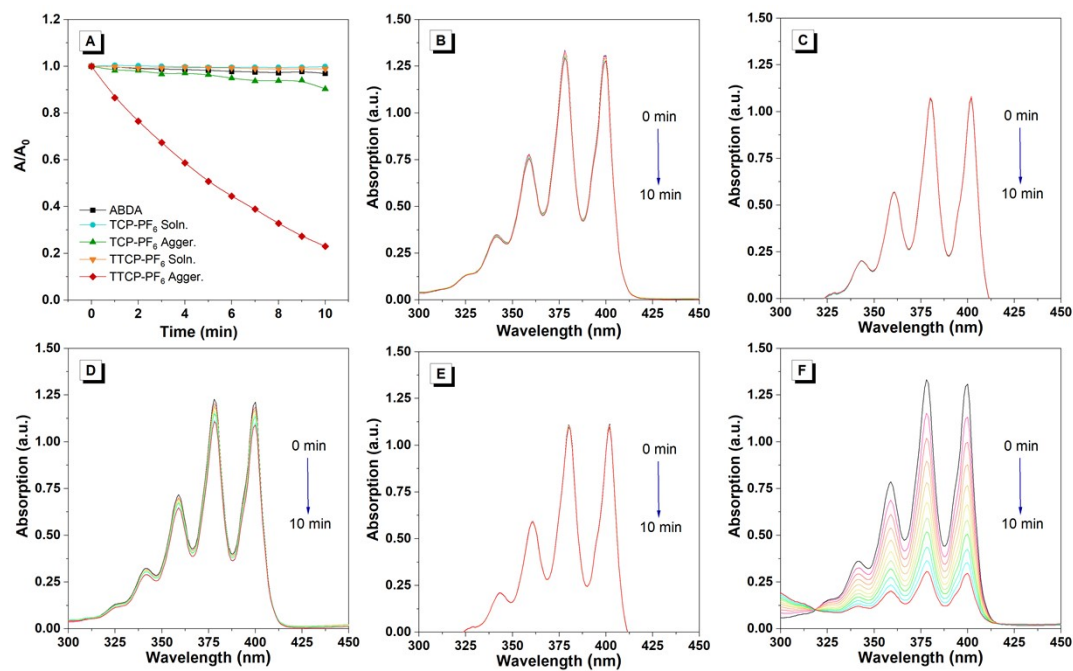 A
A/A0
1.2
1.0
0.8
0.6
0.4
0.2
0.0
ABDA
TCP-PF6 Soln.
TCP-PF6 Agger.
TTCP-PF6 Soln.
TTCP-PF6 Agger.
0 1 2 3 4 5 6 7 8 9 10
Time (min)
B
Absorption (a.u.)
1.50
1.25
1.00
0.75
0.50
0.25
0.00
0 min
10 min
300 325 350 375 400 425 450
Wavelength (nm)
C
Absorption (a.u.)
1.50
1.25
1.00
0.75
0.50
0.25
0.00
0 min
10 min
300 325 350 375 400 425 450
Wavelength (nm)
D
Absorption (a.u.)
1.50
1.25
1.00
0.75
0.50
0.25
0.00
0 min
10 min
300 325 350 375 400 425 450
Wavelength (nm)
E
Absorption (a.u.)
1.50
1.25
1.00
0.75
0.50
0.25
0.00
0 min
10 min
300 325 350 375 400 425 450
Wavelength (nm)
F
Absorption (a.u.)
1.50
1.25
1.00
0.75
0.50
0.25
0.00
0 min
10 min
300 325 350 375 400 425 450
Wavelength (nm)